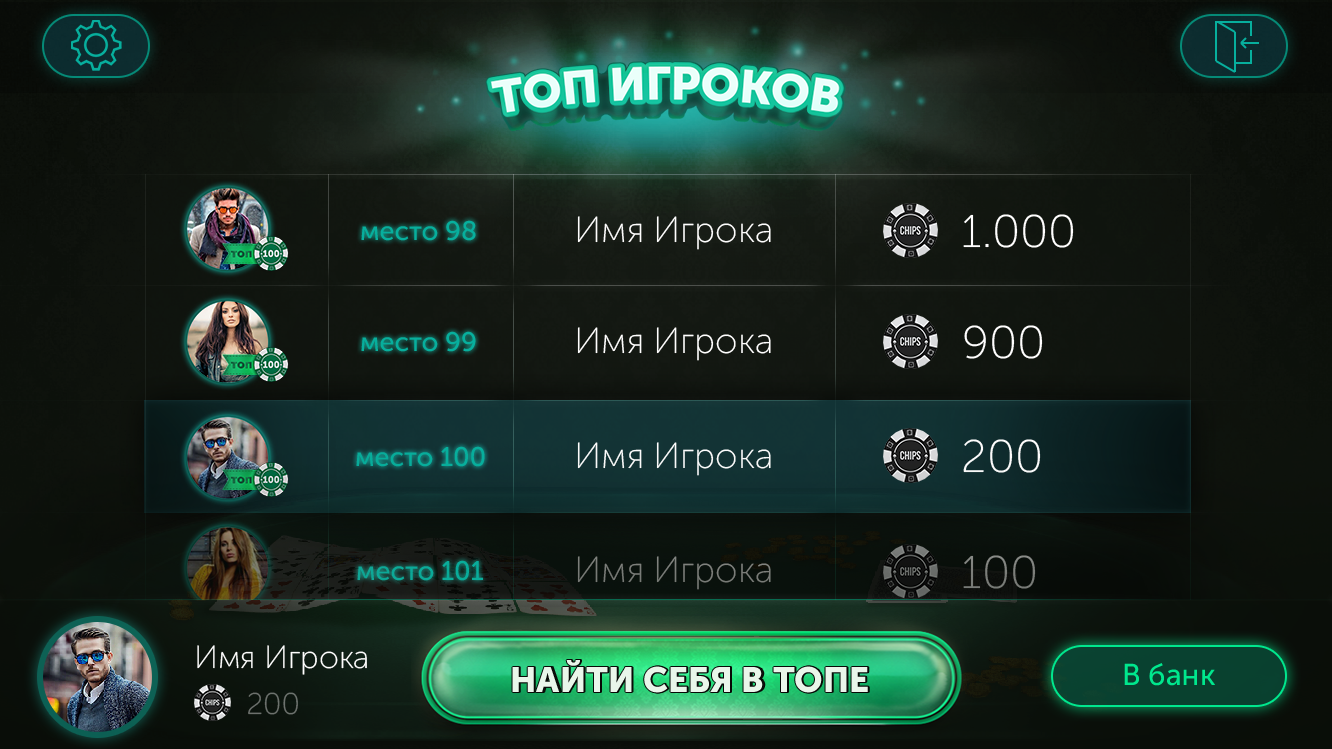 ТОП ИГРОКОВ
ТОП 100
место 98
Имя Игрока
CHIPS
1.000
ТОП 100
место 99
Имя Игрока
CHIPS
900
ТОП 100
место 100
Имя Игрока
CHIPS
200
место 101
Имя Игрока
CHIPS
100
Имя Игрока
CHIPS
200
НАЙТИ СЕБЯ В ТОПЕ
В банк